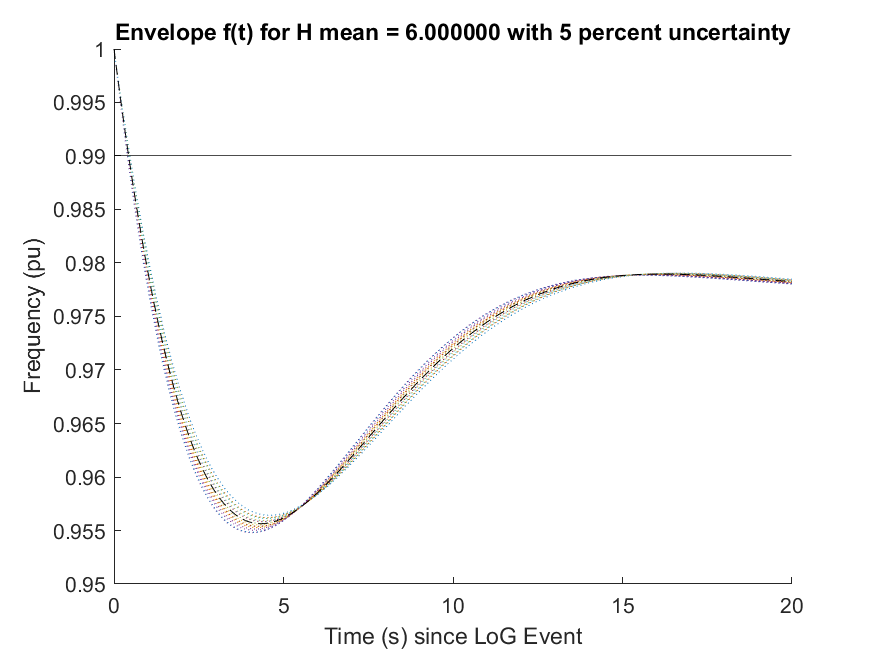 Envelope f(t) for H mean = 6.000000 with 5 percent uncertainty
1
0.995
0.99
0.985
0.98
0.975
0.97
0.965
0.96
0.955
0.95
Frequency (pu)
0 5 10 15 20
Time (s) since LoG Event